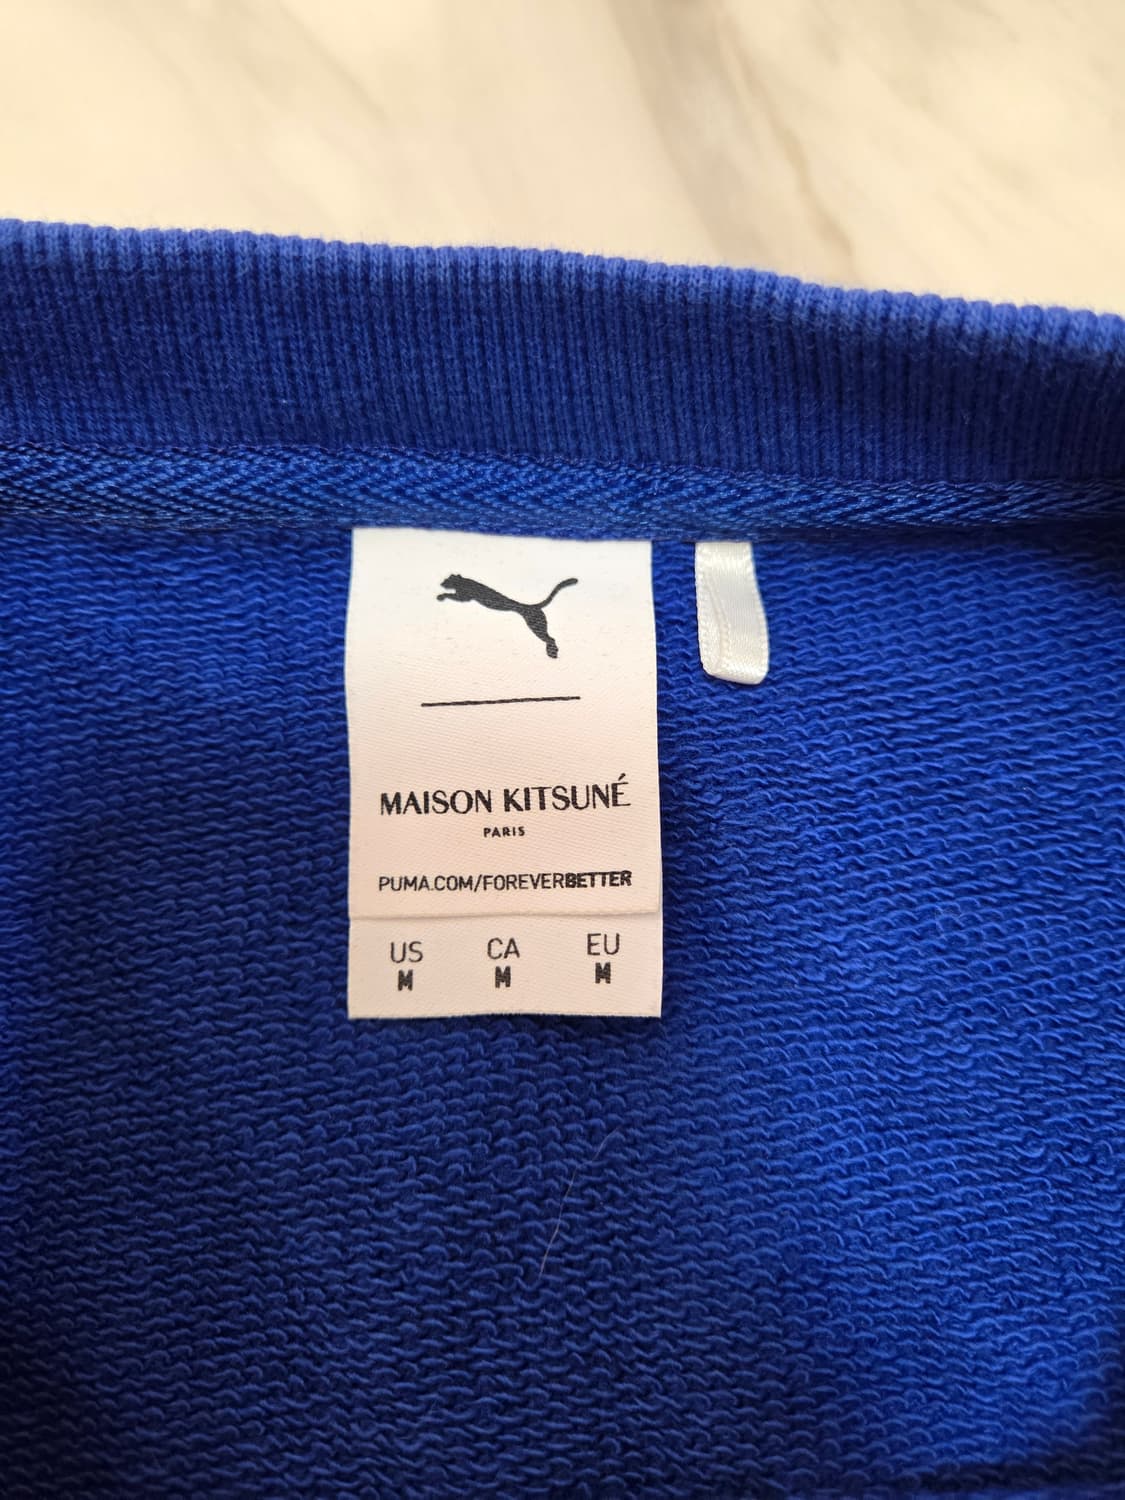 MAISON KITSUNÉ
PARIS
PUMA.COM/FOREVERBETTER
US CA EU
M M M